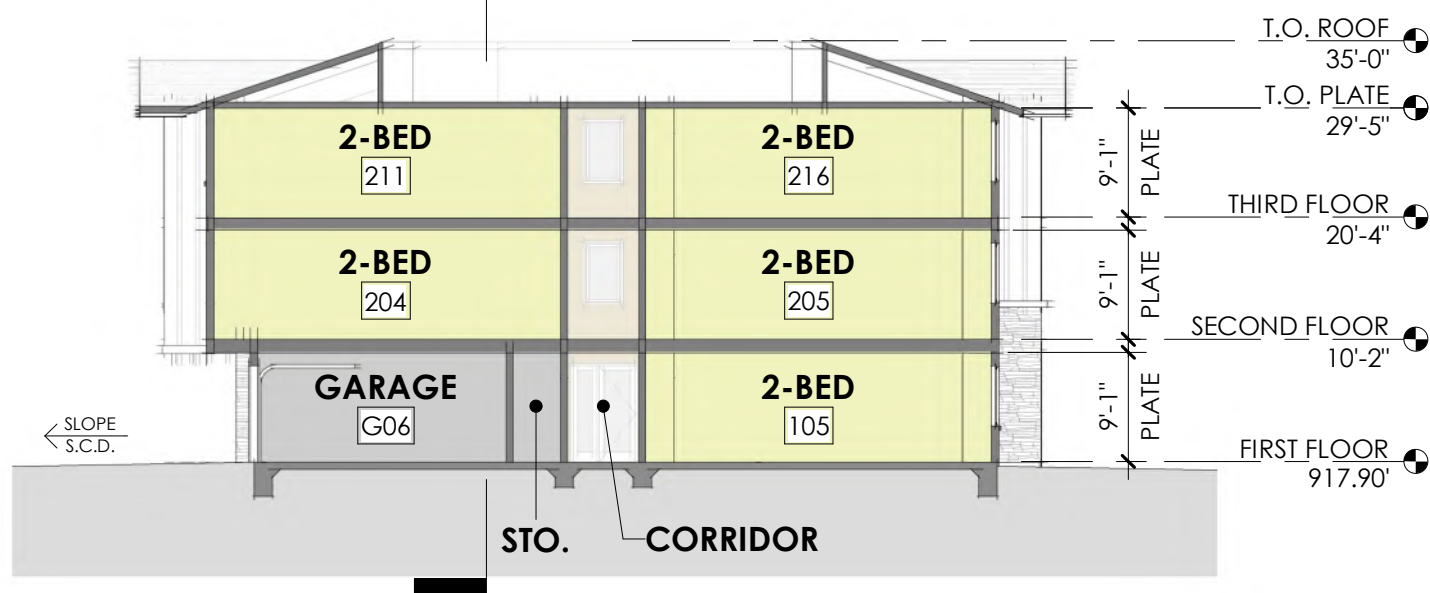 T.O. ROOF
35'-0"
T.O. PLATE
29'-5"
2-BED
211
2-BED
216
9'-1"
PLATE
THIRD FLOOR
20'-4"
2-BED
204
2-BED
205
9'-1"
PLATE
SECOND FLOOR
10'-2"
GARAGE
G06
2-BED
105
9'-1"
PLATE
SLOPE
S.C.D.
FIRST FLOOR
917.90'
STO.
CORRIDOR